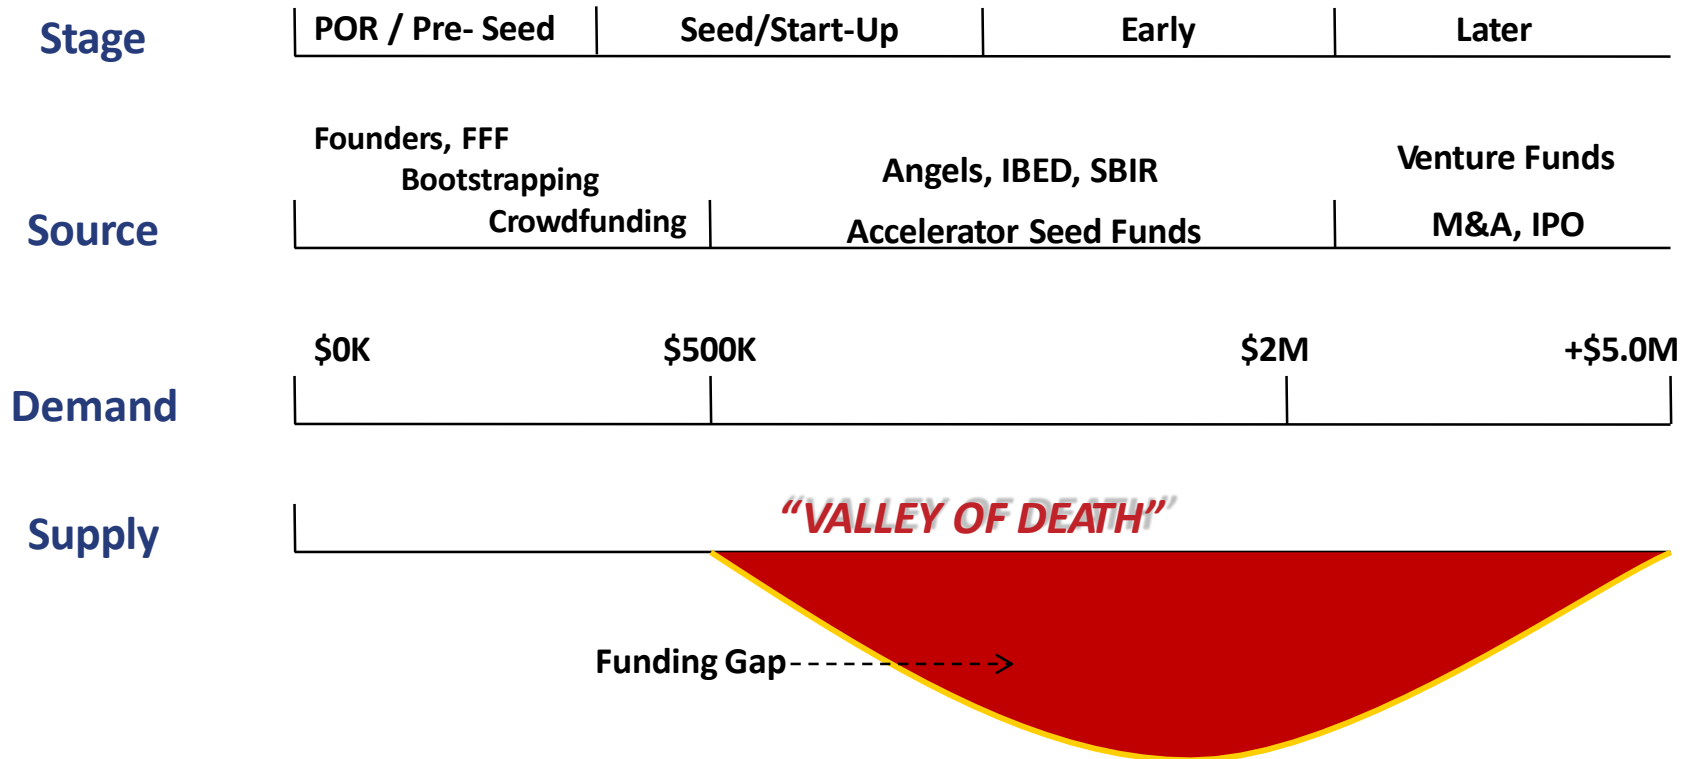 Stage
POR / Pre- Seed
Seed/Start-Up
Early
Later
Source
Founders, FFF
Bootstrapping
Crowdfunding
Angels, IBED, SBIR
Accelerator Seed Funds
Venture Funds
M&A, IPO
Demand
$0K
$500K
$2M
+$5.0M
Supply
“VALLEY OF DEATH”
Funding Gap